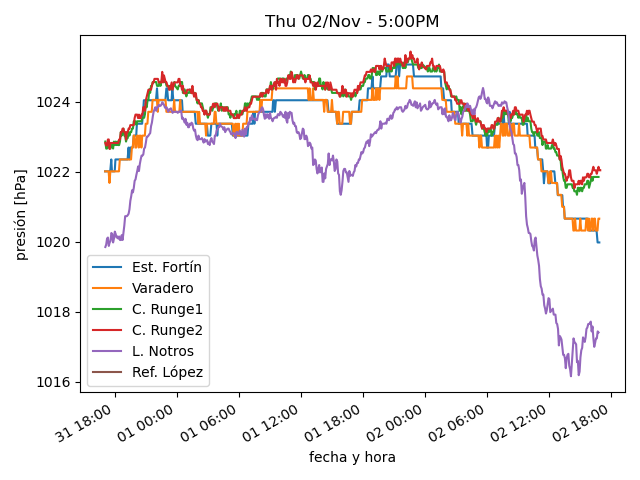 Thu 02/Nov - 5:00PM
presión [hPa]
1024
1022
1020
1018
1016
Est. Fortín
Varadero
C. Runge1
C. Runge2
L. Notros
Ref. López
31 18:00
01 00:00
01 06:00
01 12:00
01 18:00
02 00:00
02 06:00
02 12:00
02 18:00
fecha y hora